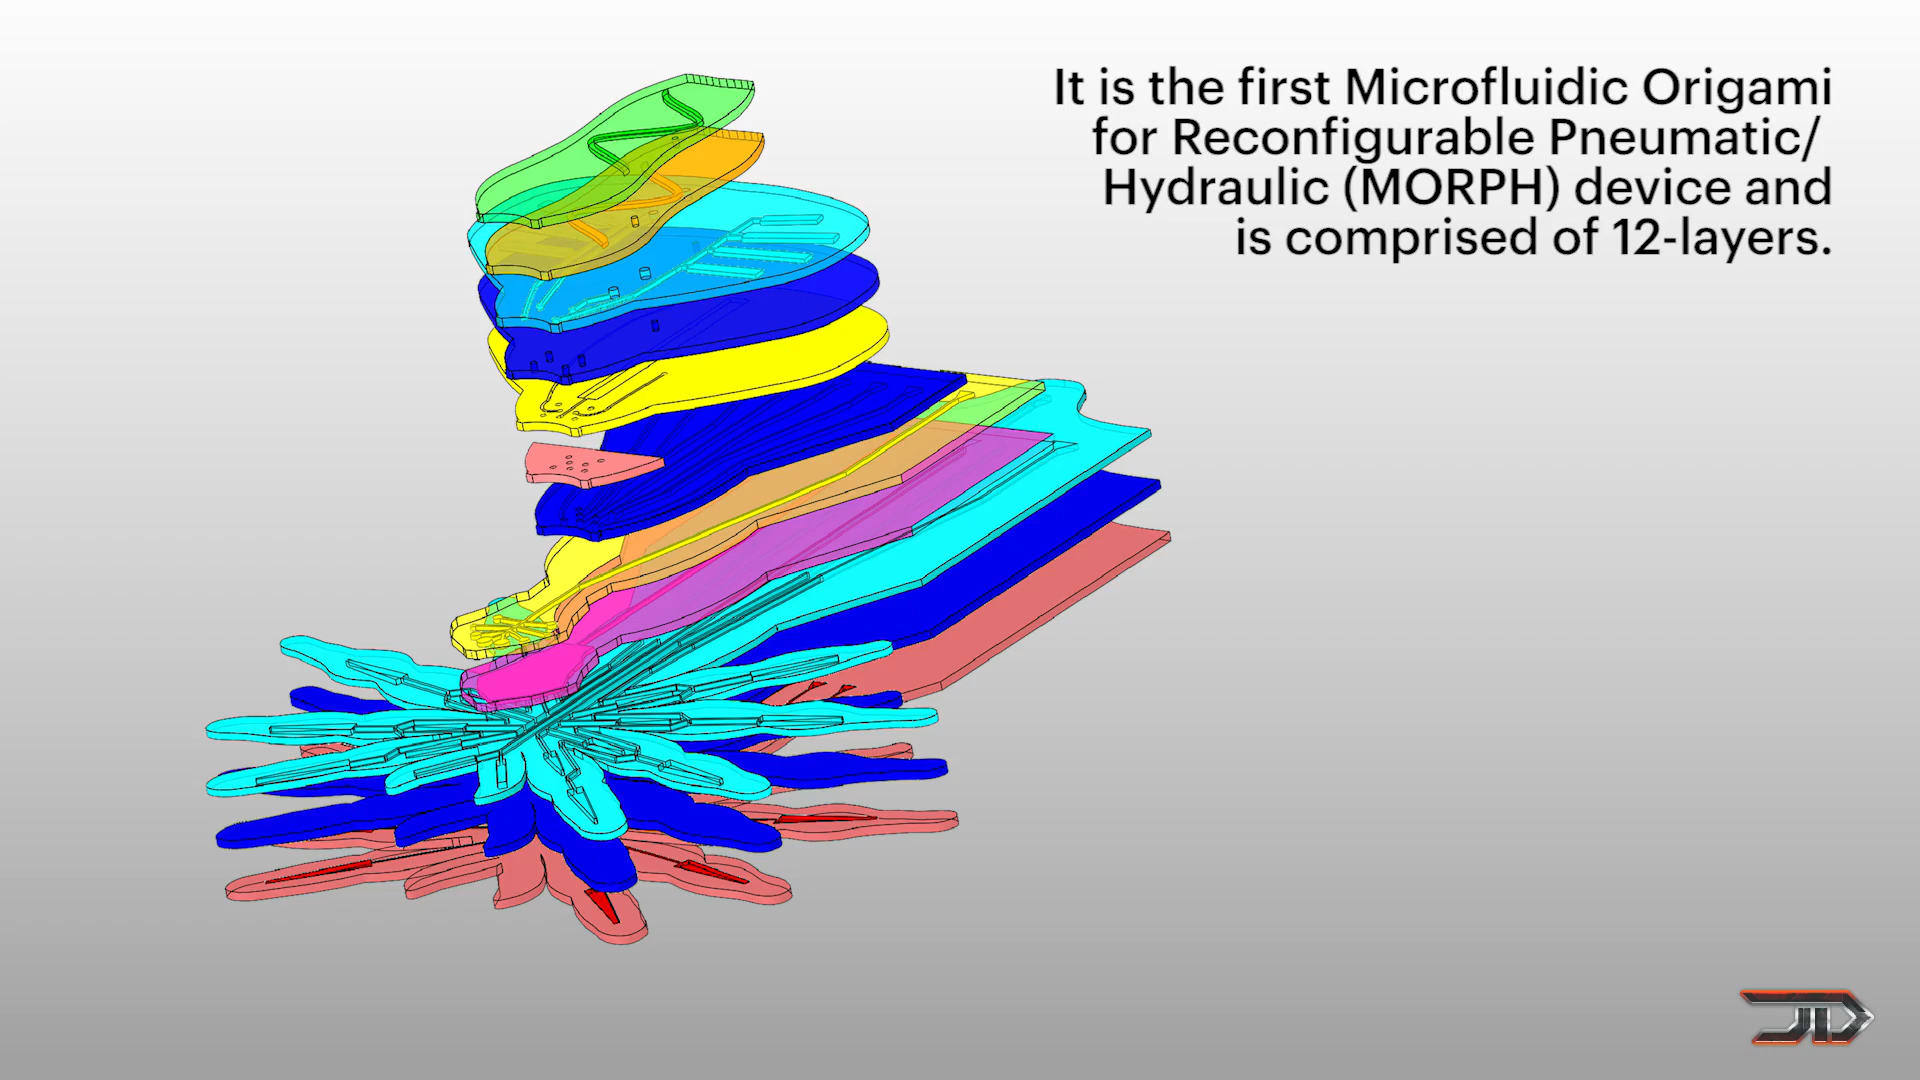 It is the first Microfluidic Origami
for Reconfigurable Pneumatic/
Hydraulic (MORPH) device and
is comprised of 12-layers.